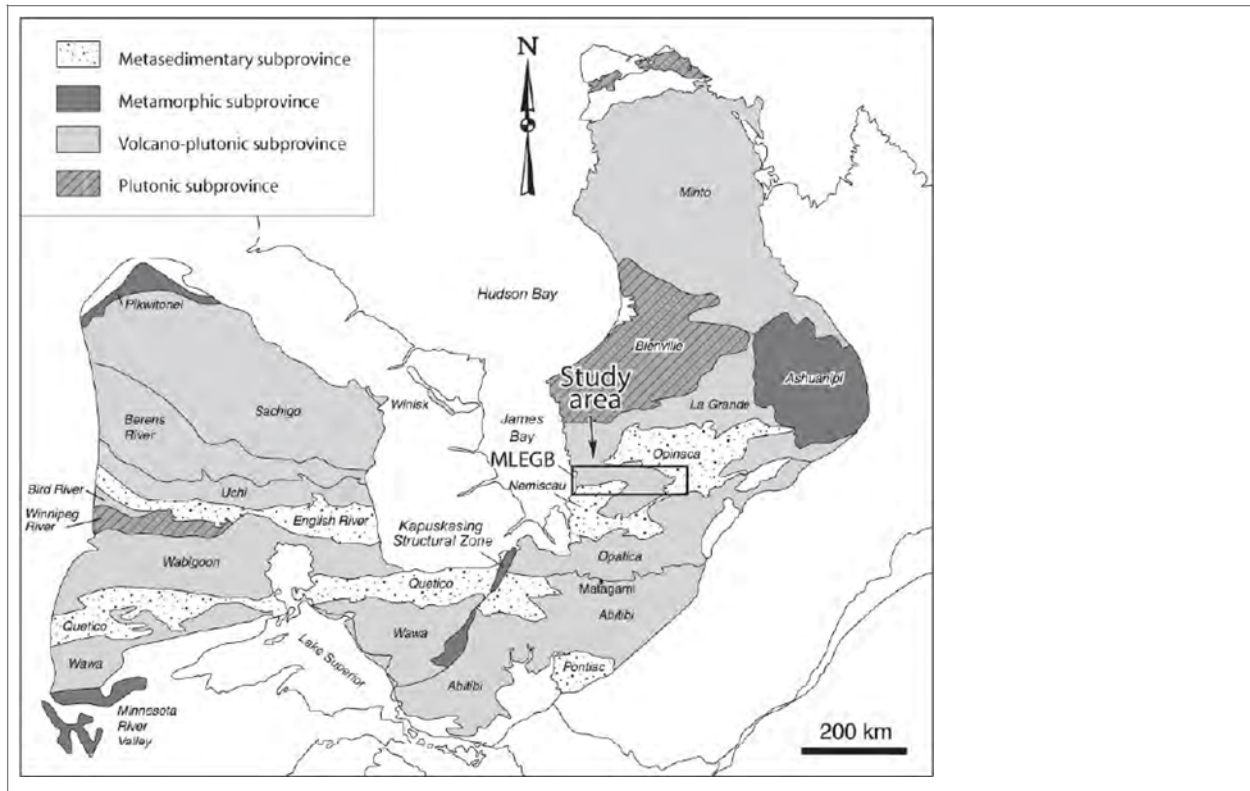 Metasedimentary subprovince
Metamorphic subprovince
Volcano-plutonic subprovince
Plutonic subprovince
N
Minto
Hudson Bay
Pikwitonei
Bienville
Ashuanipi
Study
area
La Grande
Sachigo
Winisk
Berens
River
James
Bay
Opinaca
MLEGB
Nemiscau
Uchi
Bird River
Winnipeg
River
English River
Kapuskasing
Structural Zone
Wabigoon
Opatica
Quetico
Matagami
Abitibi
Quetico
Wawa
Wawa
Lake Superior
Pontiac
Abitibi
Minnesota
River
Valley
200 km